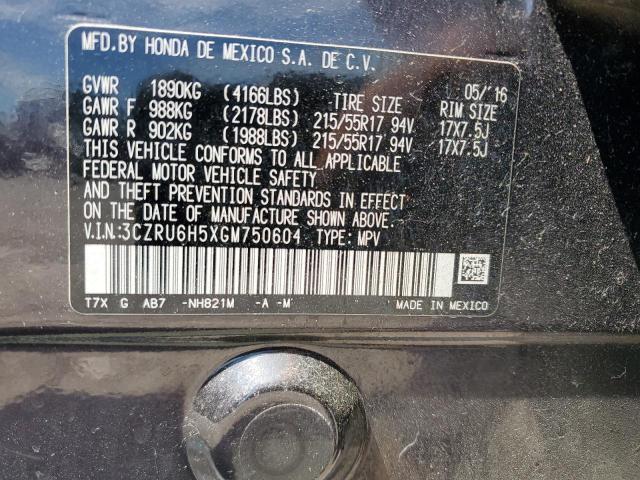 MFD. BY HONDA DE MEXICO S.A. DE C.V.
05/'16
GVWR 1890KG (4166LBS) TIRE SIZE RIM SIZE
GAWR F 988KG (2178LBS) 215/55R17 94V 17X7.5J
GAWR R 902KG (1988LBS) 215/55R17 94V 17X7.5J
THIS VEHICLE CONFORMS TO ALL APPLICABLE
FEDERAL MOTOR VEHICLE SAFETY
AND THEFT PREVENTION STANDARDS IN EFFECT
ON THE DATE OF MANUFACTURE SHOWN ABOVE.
V.I.N.:3CZRU6H5XGM750604 TYPE: MPV
T7X G AB7 -NH821M -A -M
MADE IN MEXICO